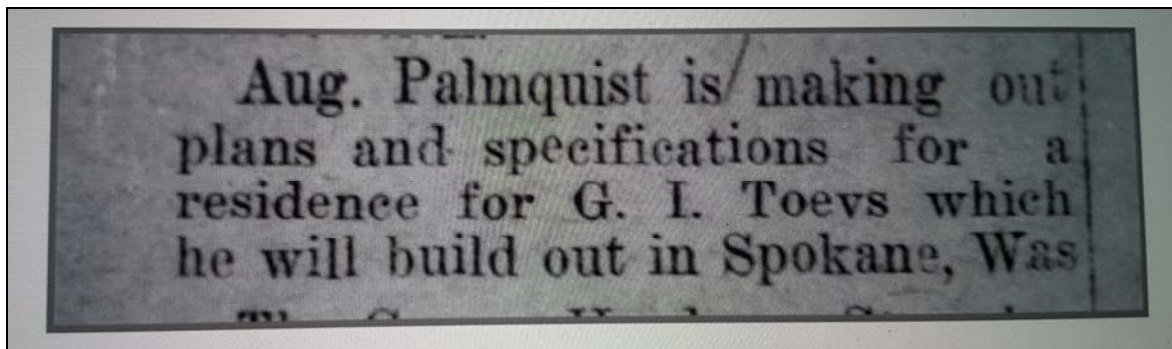 Aug. Palmquist is making out
plans and specifications for a
residence for G. I. Toevs which
he will build out in Spokane, Was